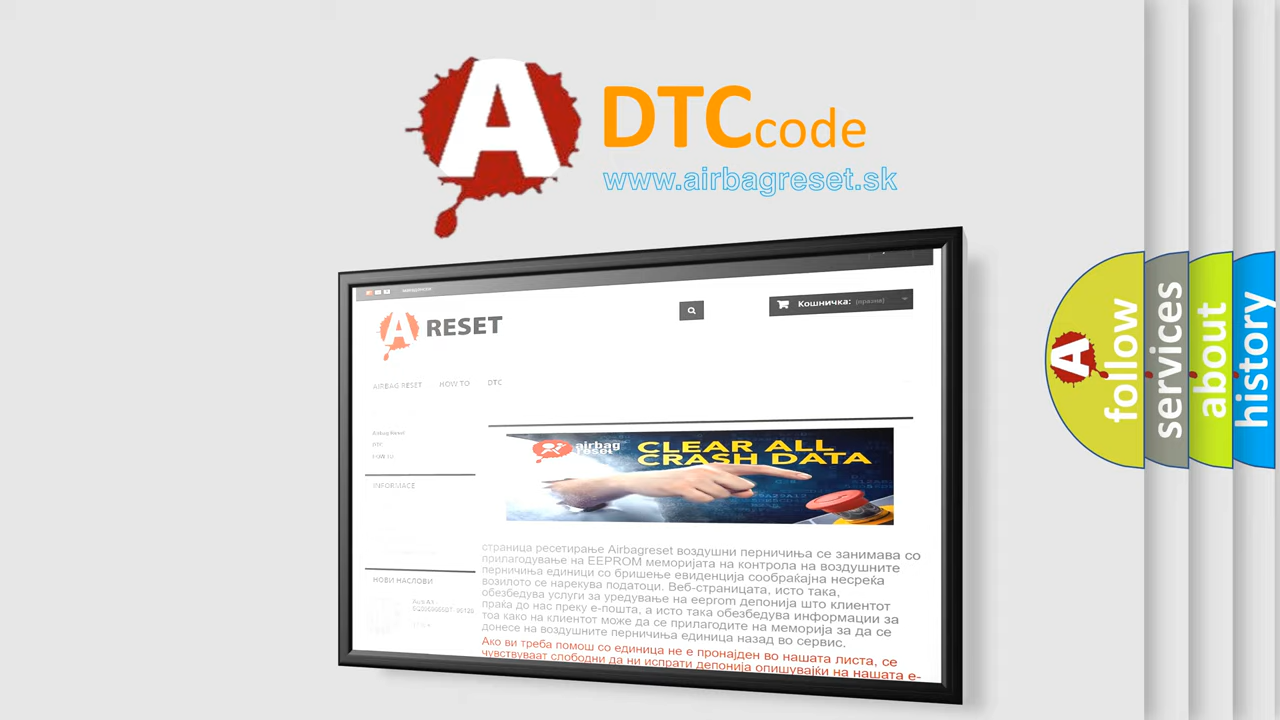 A DTCcode
www.airbagreset.sk
Кошничка: (празна)
A RESET
AIRBAG RESET HOW TO DTC
Airbag Reset
DTC
HOW TO
INFORMACE
airbag reset
CLEAR ALL
CRASH DATA
страница ресетирање Airbagreset воздушни перничиња се занимава со
прилагодување на EEPROM меморијата на контрола на воздушните
перничиња единици со бришење евиденција сообраќајна несреќа
возилото се нарекува податоци. Веб-страницата, исто така,
обезбедува услуги за уредување на eeprom депонија што клиентот
праќа до нас преку е-пошта, а исто така обезбедува информации за
тоа како на клиентот може да се прилагодите на меморија за да се
донесе на воздушните перничиња единица назад во сервис.
Ако ви треба помош со единица не е пронајден во нашата листа, се
чувствуваат слободни да ни испрати депонија опишувајќи на нашата е-
НОВИ НАСЛОВИ
follow
services
about
history